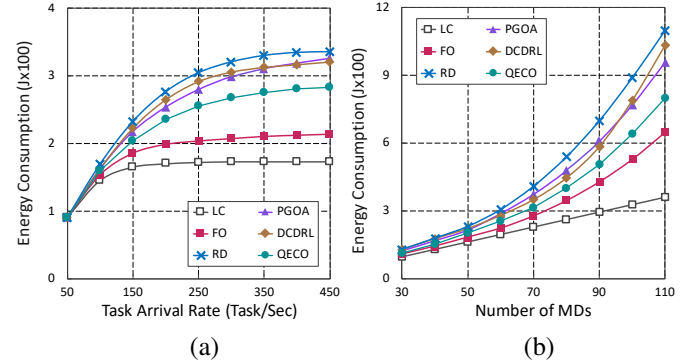 Energy Consumption (Jx100)
4
3
2
1
0
50
150
250
350
450
Task Arrival Rate (Task/Sec)
LC
PGOA
FO
DCDRL
RD
QECO
(a)
Energy Consumption (Jx100)
12
9
6
3
0
30
50
70
90
110
Number of MDs
LC
PGOA
FO
DCDRL
RD
QECO
(b)